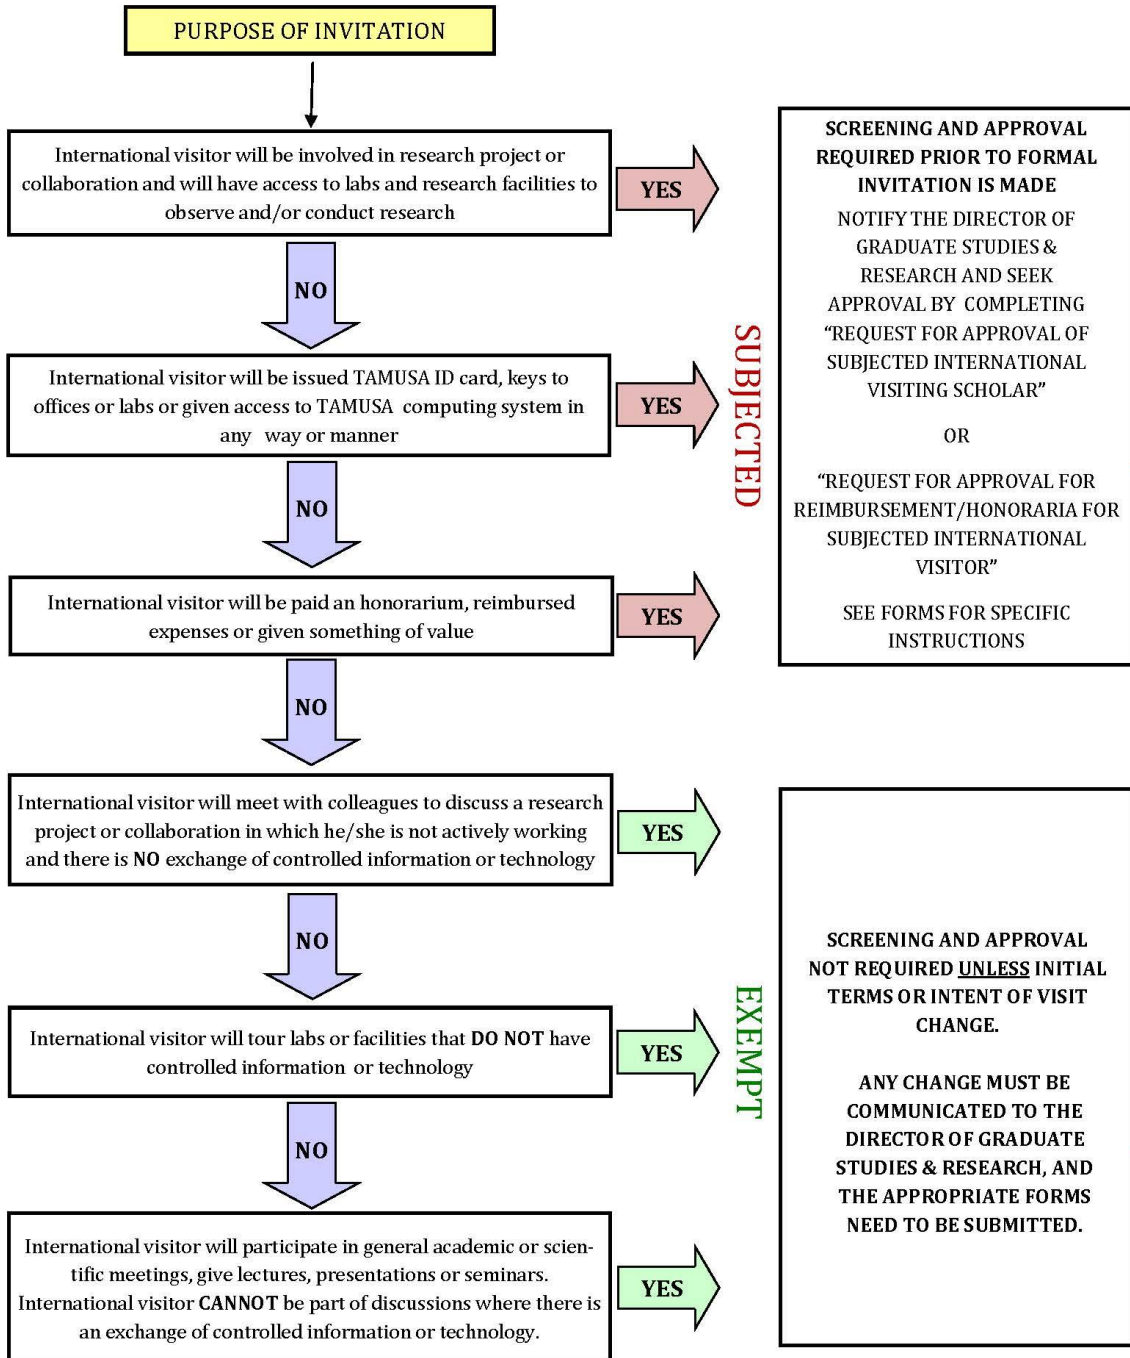 PURPOSE OF INVITATION
International visitor will be involved in research project or
collaboration and will have access to labs and research facilities to
observe and/or conduct research
YES
NO
International visitor will be issued TAMUSA ID card, keys to
offices or labs or given access to TAMUSA computing system in
any way or manner
YES
NO
International visitor will be paid an honorarium, reimbursed
expenses or given something of value
YES
SUBJECTED
SCREENING AND APPROVAL
REQUIRED PRIOR TO FORMAL
INVITATION IS MADE
NOTIFY THE DIRECTOR OF
GRADUATE STUDIES &
RESEARCH AND SEEK
APPROVAL BY COMPLETING
“REQUEST FOR APPROVAL OF
SUBJECTED INTERNATIONAL
VISITING SCHOLAR”
OR
“REQUEST FOR APPROVAL FOR
REIMBURSEMENT/HONORARIA FOR
SUBJECTED INTERNATIONAL
VISITOR”
SEE FORMS FOR SPECIFIC
INSTRUCTIONS
NO
International visitor will meet with colleagues to discuss a research
project or collaboration in which he/she is not actively working
and there is NO exchange of controlled information or technology
YES
NO
International visitor will tour labs or facilities that DO NOT have
controlled information or technology
YES
NO
International visitor will participate in general academic or scien-
tific meetings, give lectures, presentations or seminars.
International visitor CANNOT be part of discussions where there is
an exchange of controlled information or technology.
YES
EXEMPT
SCREENING AND APPROVAL
NOT REQUIRED UNLESS INITIAL
TERMS OR INTENT OF VISIT
CHANGE.
ANY CHANGE MUST BE
COMMUNICATED TO THE
DIRECTOR OF GRADUATE
STUDIES & RESEARCH, AND
THE APPROPRIATE FORMS
NEED TO BE SUBMITTED.